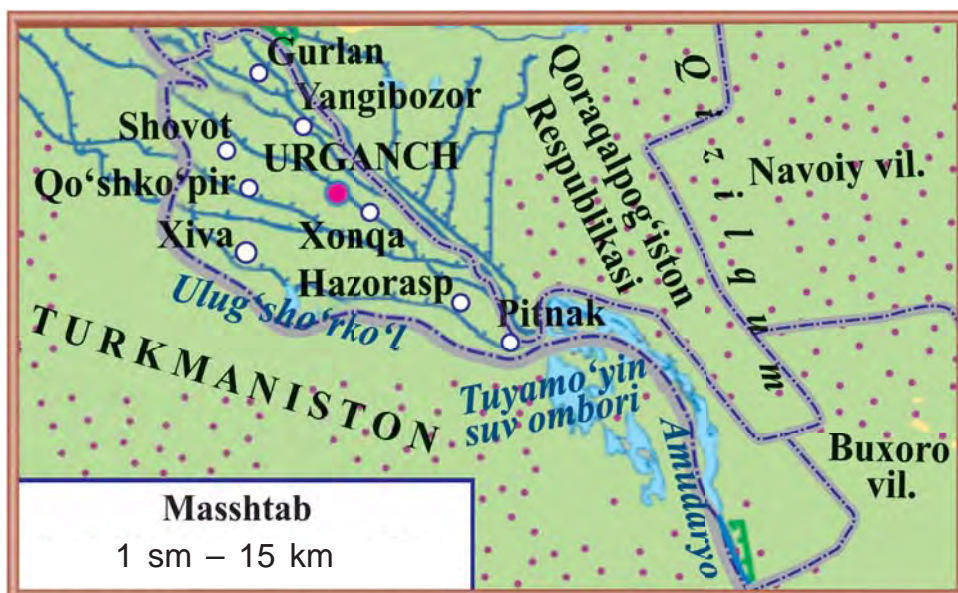 Gurlan
Yangibozor
Shovot
URGANCH
Qo‘shko‘pir
Xiva
Xonqa
Hazorasp
Pitnak
Ulug‘sho‘rko‘l
TURKMANISTON
Tuyamo‘yin
suv ombori
Amudaryo
Qoraqalpog‘iston
Respublikasi
Qizilqum
Navoiy vil.
Buxoro
vil.
Masshtab
1 sm – 15 km